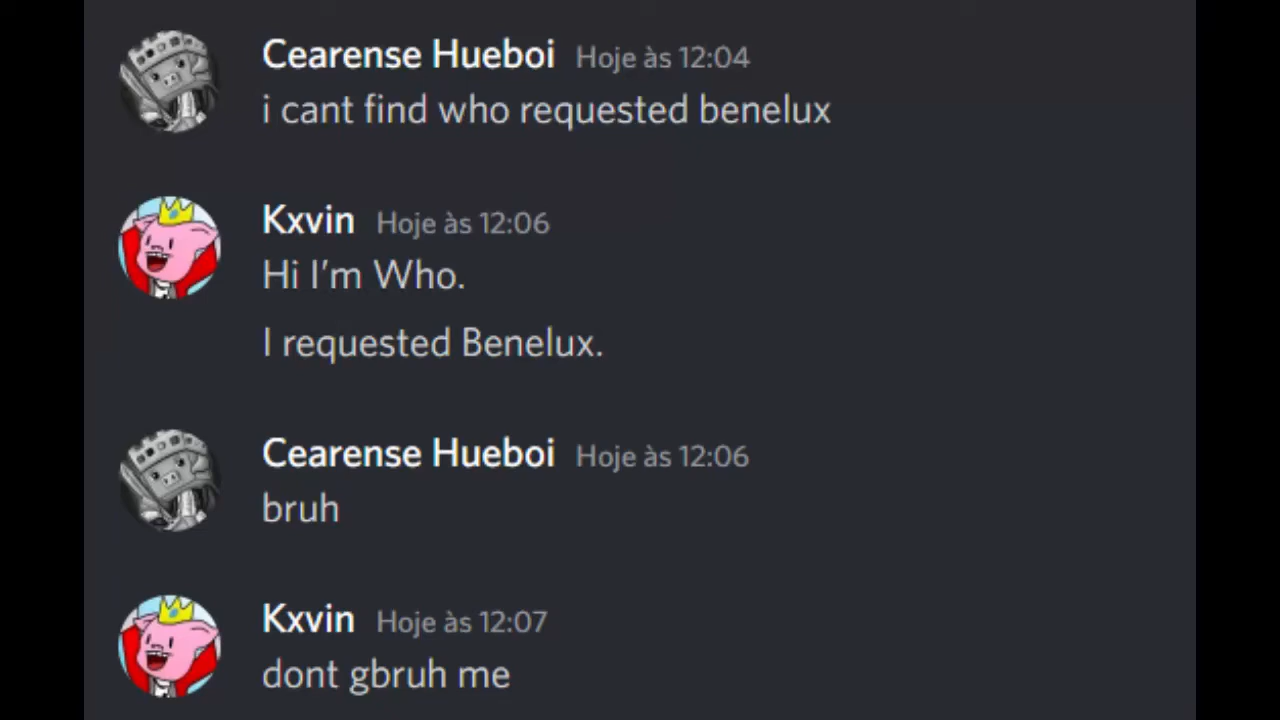 Cearense Hueboi Hoje às 12:04
i cant find who requested benelux
Kxvin Hoje às 12:06
Hi I'm Who.
I requested Benelux.
Cearense Hueboi Hoje às 12:06
bruh
Kxvin Hoje às 12:07
dont gbruh me